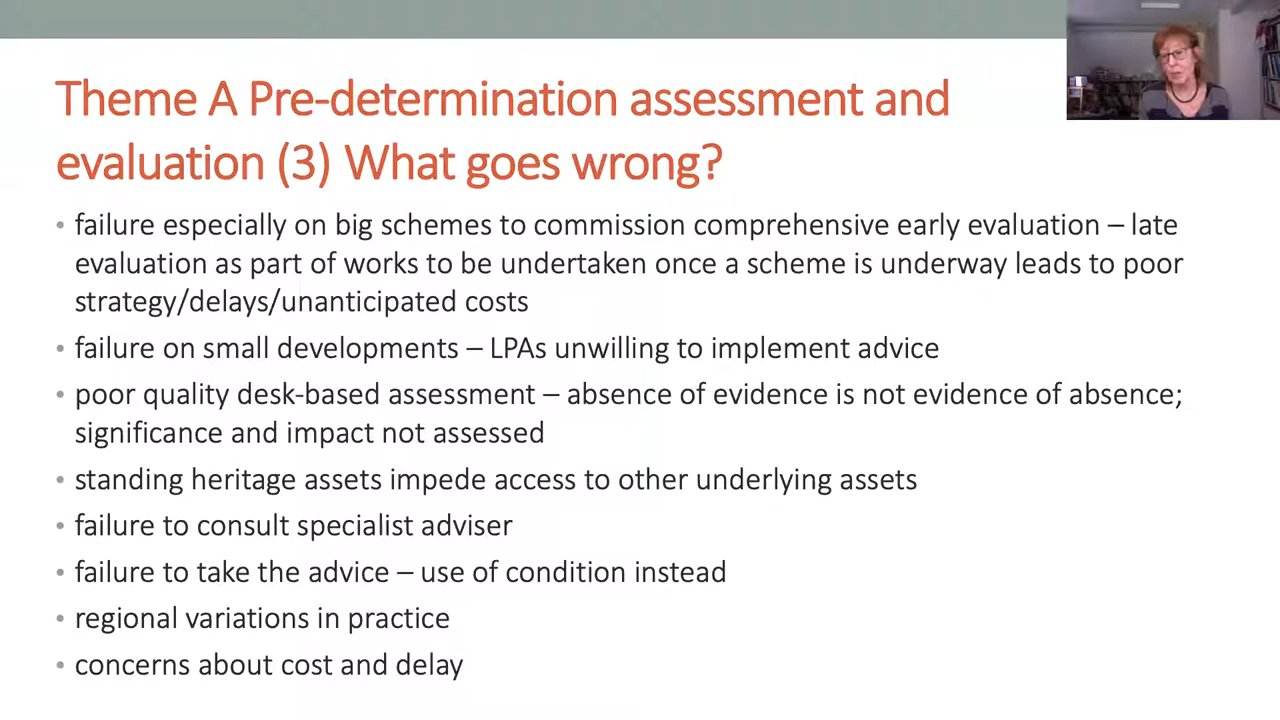 Theme A Pre-determination assessment and
evaluation (3) What goes wrong?
• failure especially on big schemes to commission comprehensive early evaluation – late
evaluation as part of works to be undertaken once a scheme is underway leads to poor
strategy/delays/unanticipated costs
• failure on small developments – LPAs unwilling to implement advice
• poor quality desk-based assessment – absence of evidence is not evidence of absence;
significance and impact not assessed
• standing heritage assets impede access to other underlying assets
• failure to consult specialist adviser
• failure to take the advice – use of condition instead
• regional variations in practice
• concerns about cost and delay